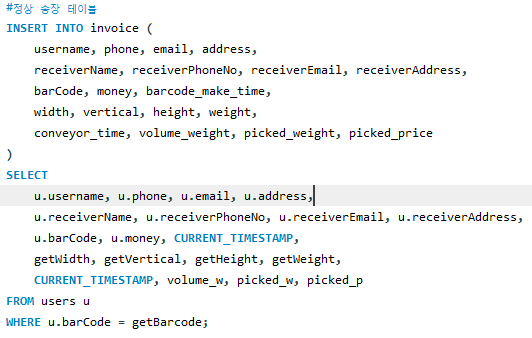 #정상 송장 테이블
INSERT INTO invoice (
username, phone, email, address,
receiverName, receiverPhoneNo, receiverEmail, receiverAddress,
barCode, money, barcode_make_time,
width, vertical, height, weight,
conveyor_time, volume_weight, picked_weight, picked_price
)
SELECT
u.username, u.phone, u.email, u.address,
u.receiverName, u.receiverPhoneNo, u.receiverEmail, u.receiverAddress,
u.barCode, u.money, CURRENT_TIMESTAMP,
getWidth, getVertical, getHeight, getWeight,
CURRENT_TIMESTAMP, volume_w, picked_w, picked_p
FROM users u
WHERE u.barCode = getBarcode;